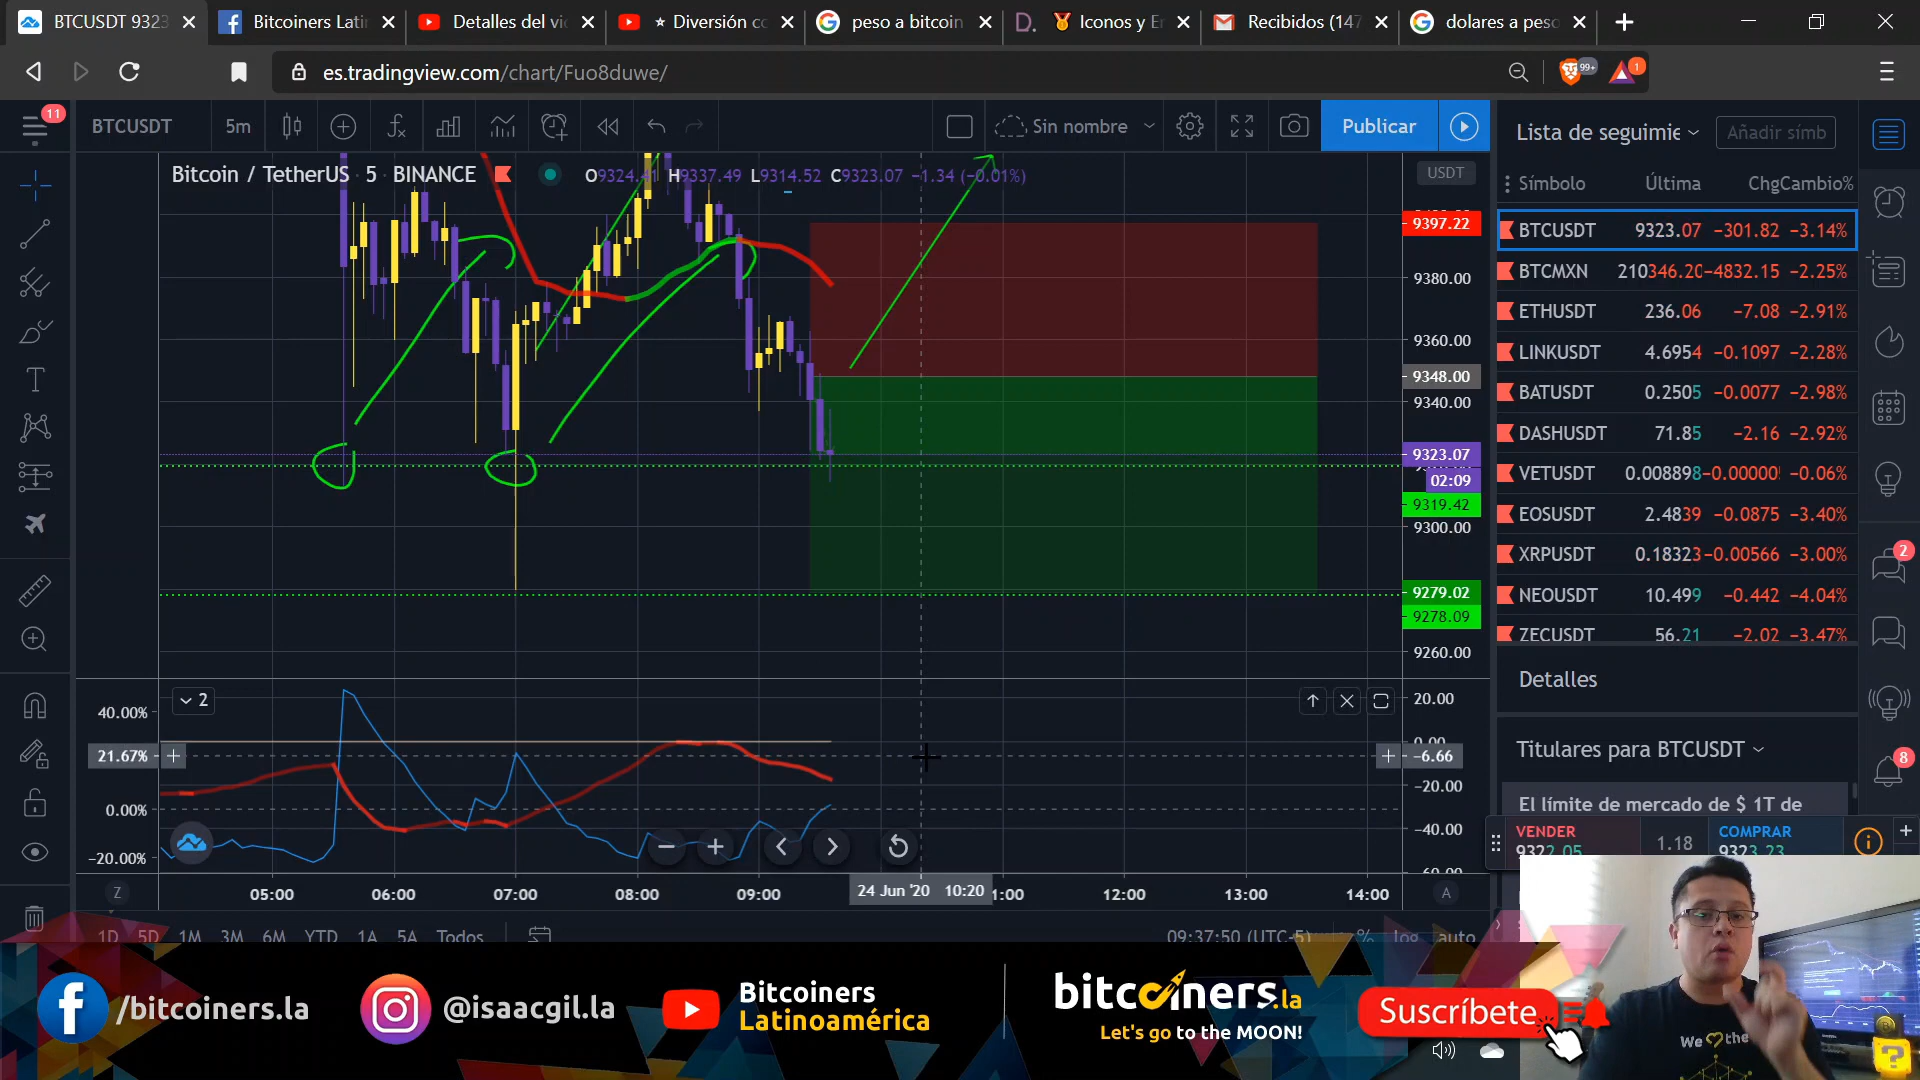 BTCUSDT 9323
Bitcoiners Lati
Detalles del vi
★ Diversión co
peso a bitcoin
D. Iconos y Er
Recibidos (147
dolares a peso
es.tradingview.com/chart/Fuo8duwe/
99+
1
11
BTCUSDT
5m
Sin nombre
Publicar
Bitcoin / TetherUS · 5 · BINANCE
O9324.41 H9337.49 L9314.52 C9323.07 −1.34 (−0.01%)
USDT
9397.22
9380.00
9360.00
9348.00
9340.00
9323.07
02:09
9319.42
9300.00
9279.02
9278.09
9260.00
2
40.00%
21.67%
0.00%
−20.00%
20.00
0.00
−6.66
−20.00
−40.00
−60.00
Z
05:00 06:00 07:00 08:00 09:00 24 Jun '20 10:20 1:00 12:00 13:00 14:00
A
1D 5D 1M 3M 6M YTD 1A 5A Todos
09:37:50 (UTC-5) % log auto
Lista de seguimie
Añadir símb
Símbolo Última ChgCambio%
BTCUSDT 9323.07 −301.82 −3.14%
BTCMXN 210346.20−4832.15 −2.25%
ETHUSDT 236.06 −7.08 −2.91%
LINKUSDT 4.6954 −0.1097 −2.28%
BATUSDT 0.2505 −0.0077 −2.98%
DASHUSDT 71.85 −2.16 −2.92%
VETUSDT 0.008898−0.00000 −0.06%
EOSUSDT 2.4839 −0.0875 −3.40%
XRPUSDT 0.18323−0.00566 −3.00%
NEOUSDT 10.499 −0.442 −4.04%
ZECUSDT 56.21 −2.02 −3.47%
2
8
Detalles
Titulares para BTCUSDT
El límite de mercado de $ 1T de
VENDER
9322.05
1.18
COMPRAR
9323.23
/bitcoiners.la
@isaacgil.la
Bitcoiners
Latinoamérica
bitcoiners.la
Let's go to the MOON!
Suscríbete
We the